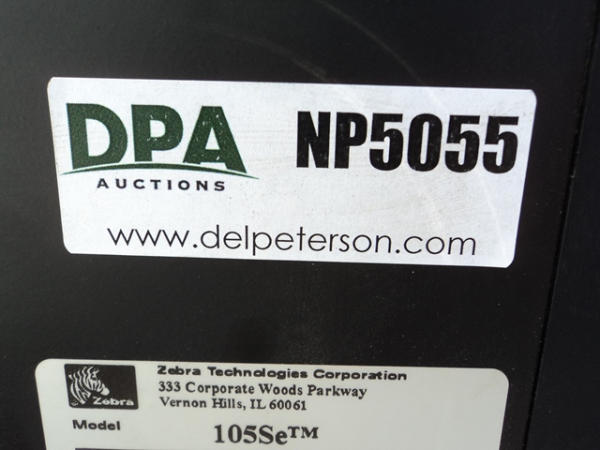 DPA NP5055
AUCTIONS
www.delpeterson.com
Zebra Technologies Corporation
333 Corporate Woods Parkway
Zebra Vernon Hills, IL 60061
Model 105Se™